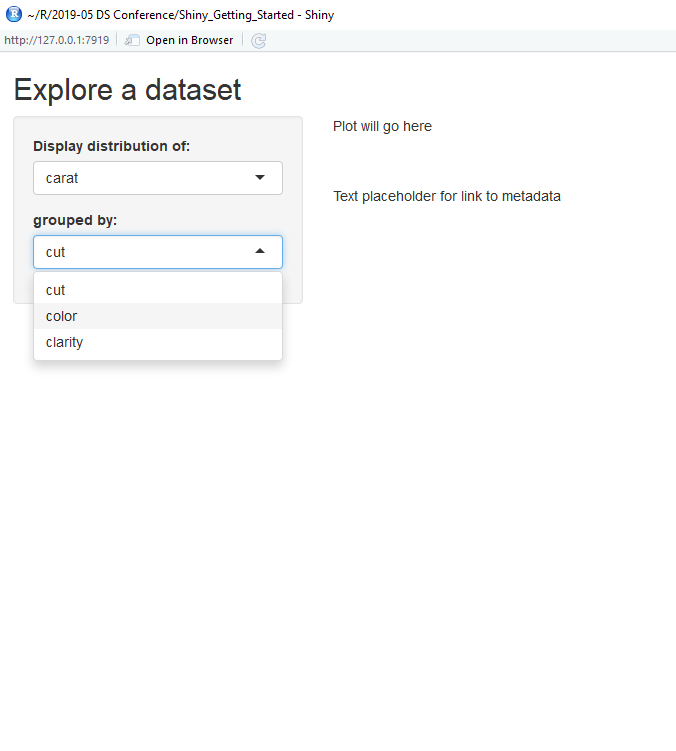 ~/R/2019-05 DS Conference/Shiny_Getting_Started - Shiny
http://127.0.0.1:7919 Open in Browser
Explore a dataset
Display distribution of:
carat
grouped by:
cut
cut
color
clarity
Plot will go here
Text placeholder for link to metadata